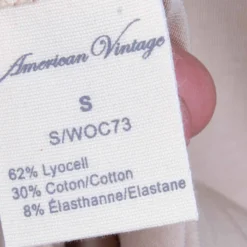 American Vintage
S
S/WOC73
62% Lyocell
30% Coton/Cotton
8% Élasthanne/Elastane